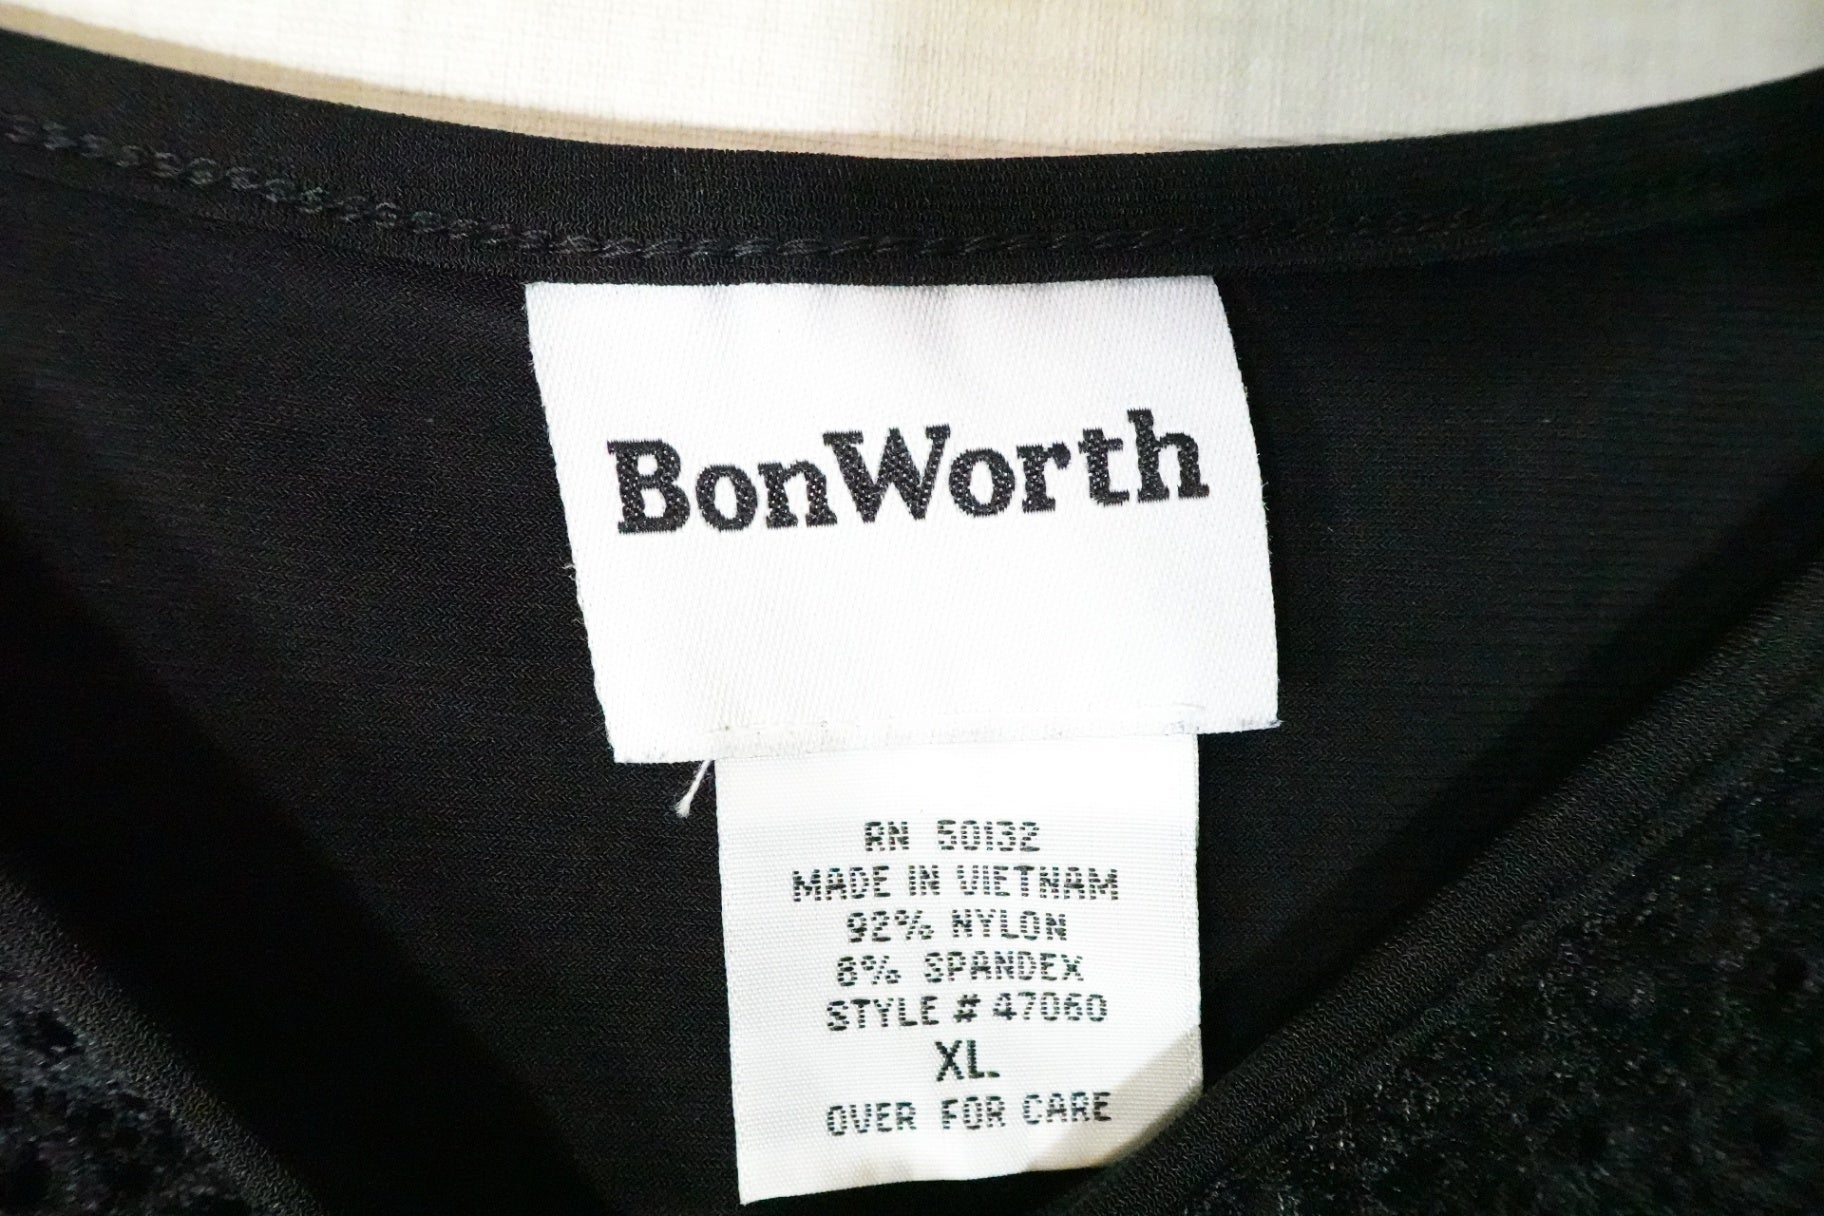 BonWorth
RN 50132
MADE IN VIETNAM
92% NYLON
8% SPANDEX
STYLE # 47060
XL
OVER FOR CARE